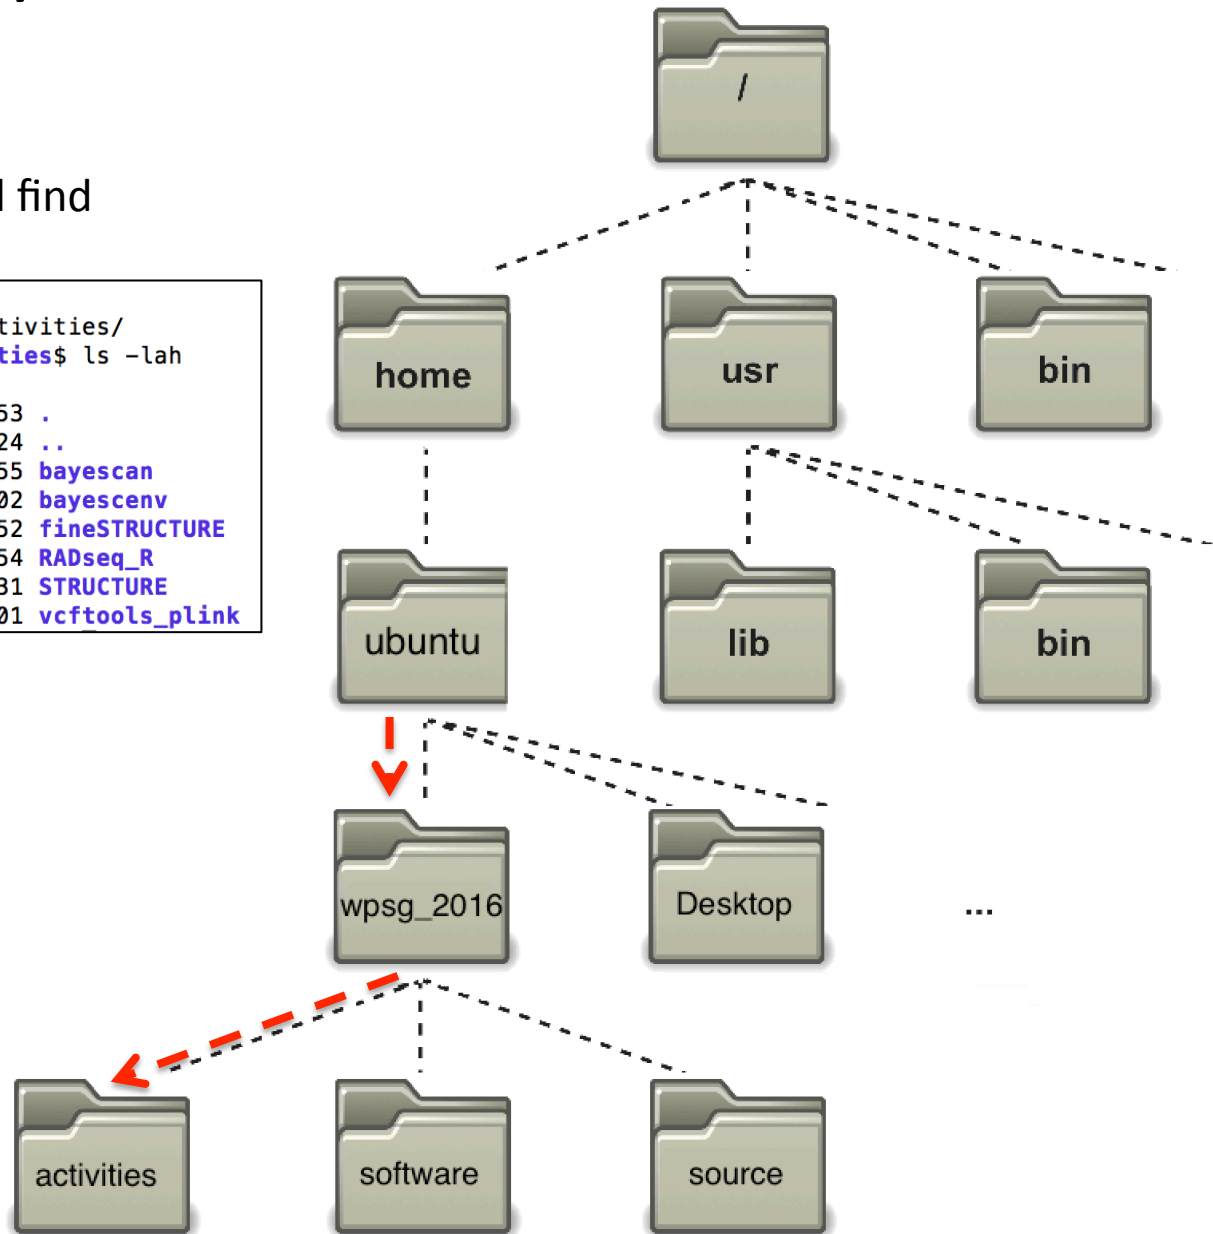 find
/
tivities/
ties$ ls -lah
53 .
24 ..
55 bayescan
02 bayescenv
52 fineSTRUCTURE
54 RADseq_R
31 STRUCTURE
01 vcftools_plink
home
usr
bin
ubuntu
lib
bin
wpsg_2016
Desktop
...
activities
software
source